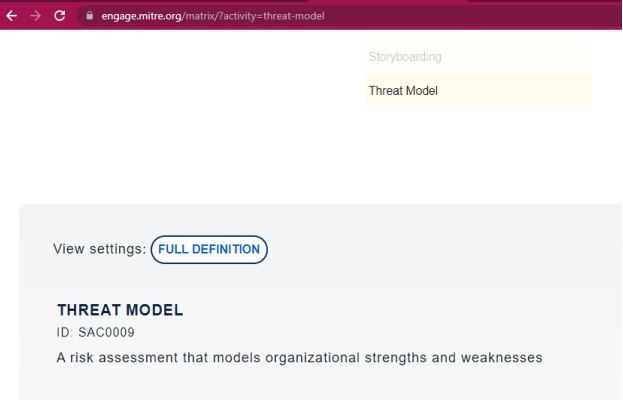 engage.mitre.org/matrix/?activity=threat-model
Storyboarding
Threat Model
View settings: FULL DEFINITION
THREAT MODEL
ID: SAC0009
A risk assessment that models organizational strengths and weaknesses